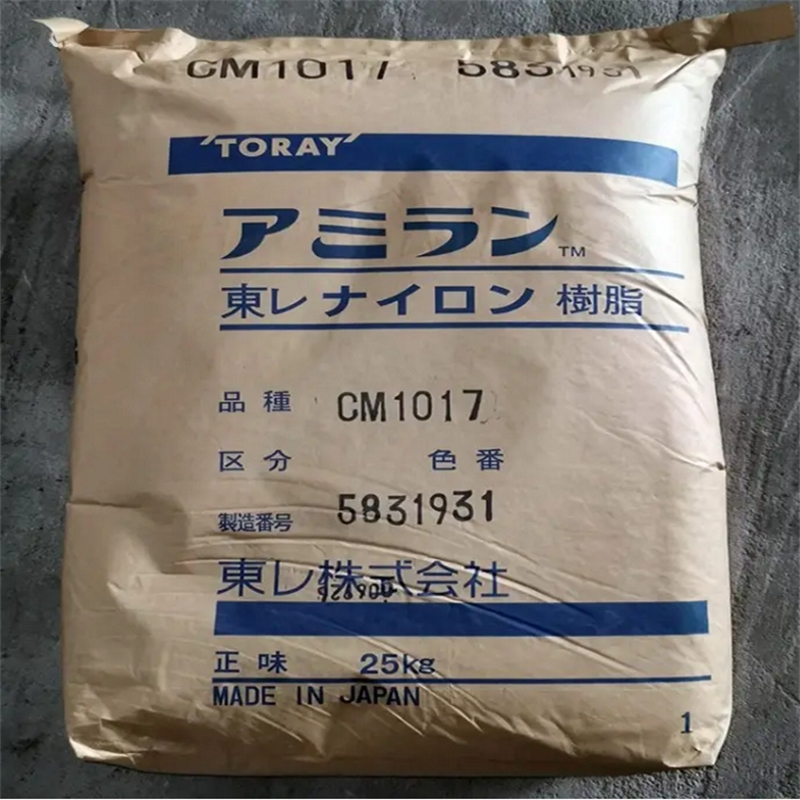 CM1017 5831931
TORAY
アミラン™
東レ ナイロン 樹脂
品種 CM1017
区分 色番
製造番号 5831931
東レ株式会社
正味 25kg
MADE IN JAPAN
1